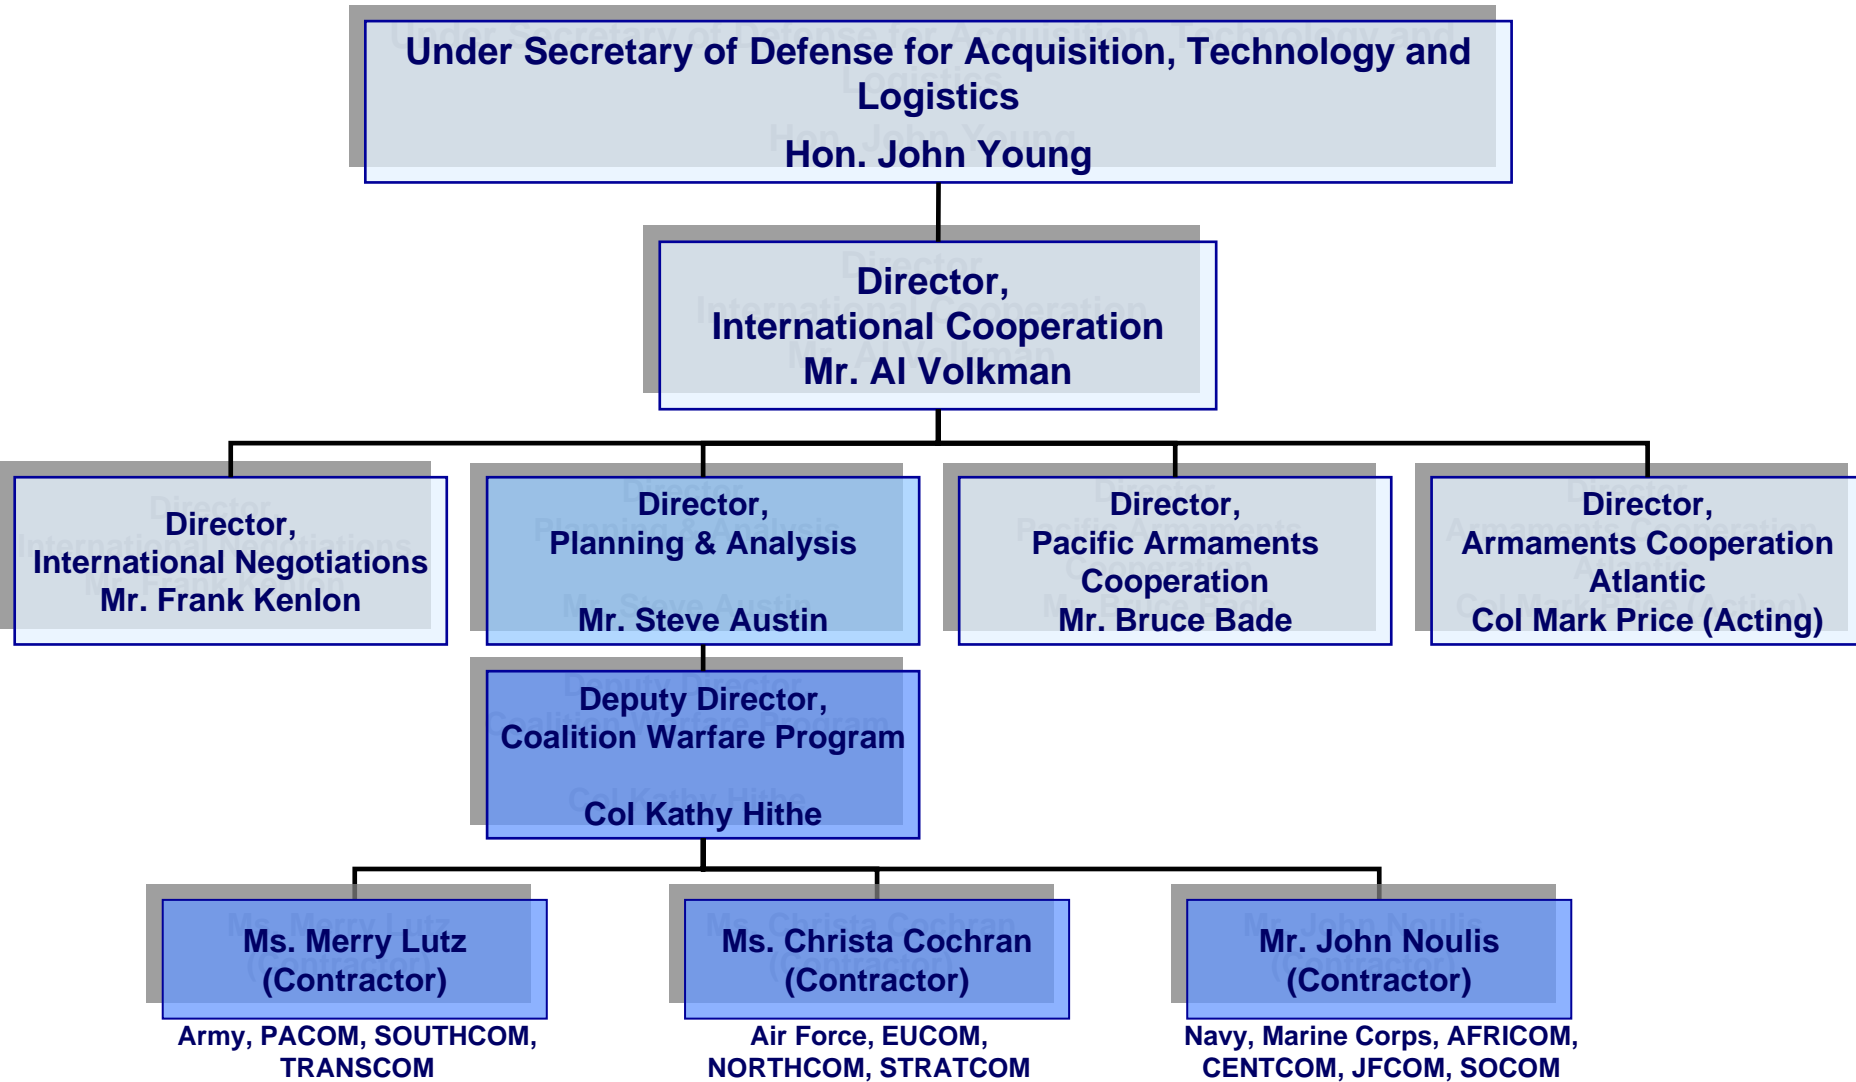 Under Secretary of Defense for Acquisition, Technology and
Logistics
Hon. John Young
Director,
International Cooperation
Mr. Al Volkman
Director,
International Negotiations
Mr. Frank Kenlon
Director,
Planning & Analysis
Mr. Steve Austin
Director,
Pacific Armaments
Cooperation
Mr. Bruce Bade
Director,
Armaments Cooperation
Atlantic
Col Mark Price (Acting)
Deputy Director,
Coalition Warfare Program
Col Kathy Hithe
Ms. Merry Lutz
(Contractor)
Army, PACOM, SOUTHCOM,
TRANSCOM
Ms. Christa Cochran
(Contractor)
Air Force, EUCOM,
NORTHCOM, STRATCOM
Mr. John Noulis
(Contractor)
Navy, Marine Corps, AFRICOM,
CENTCOM, JFCOM, SOCOM